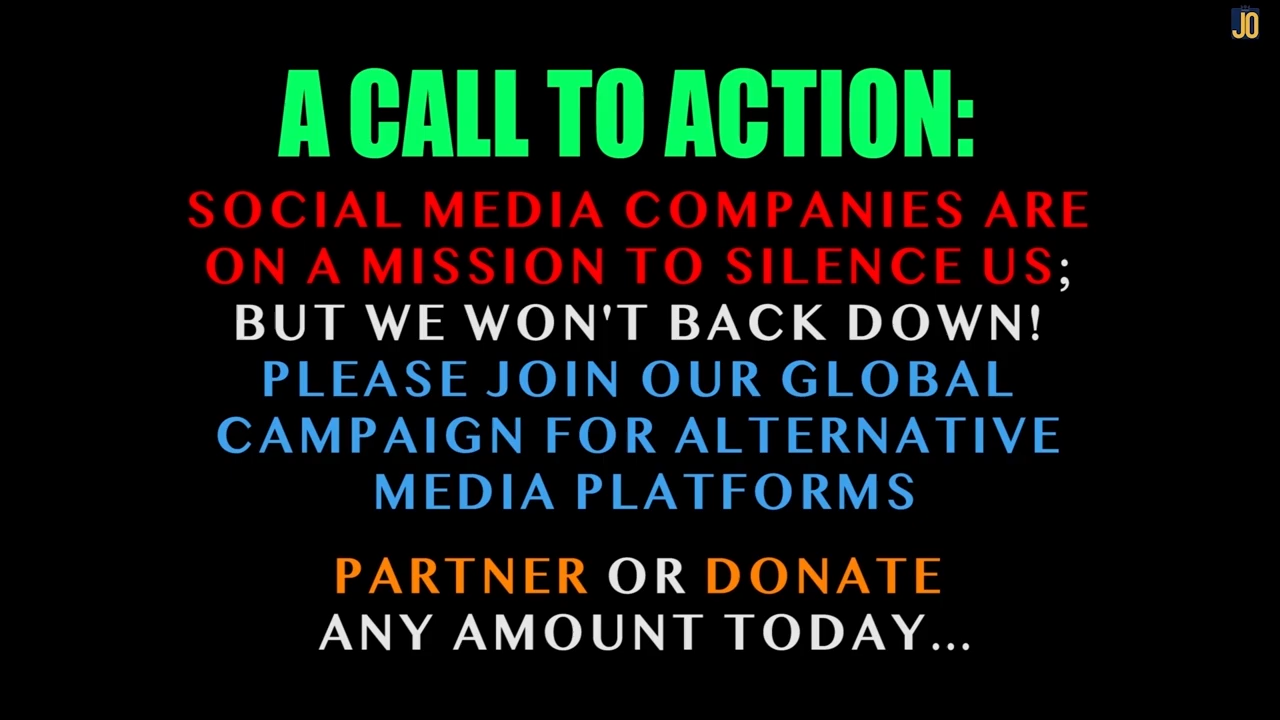 JO
A CALL TO ACTION:
SOCIAL MEDIA COMPANIES ARE
ON A MISSION TO SILENCE US;
BUT WE WON'T BACK DOWN!
PLEASE JOIN OUR GLOBAL
CAMPAIGN FOR ALTERNATIVE
MEDIA PLATFORMS
PARTNER OR DONATE
ANY AMOUNT TODAY...